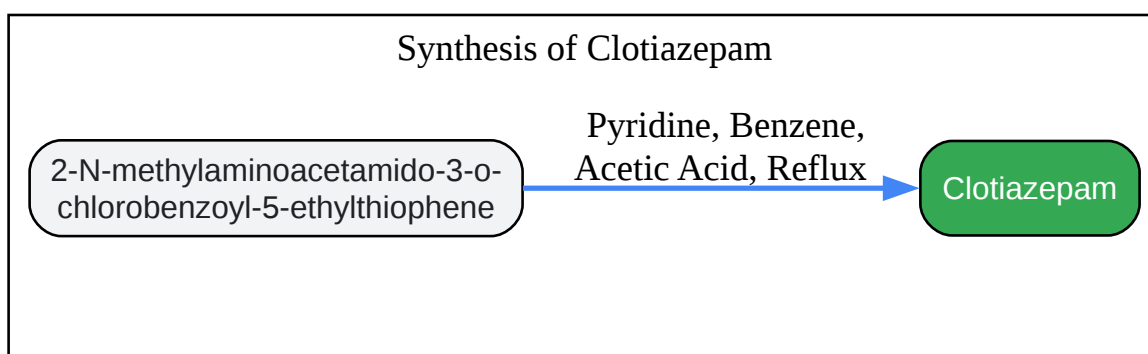 Synthesis of Clotiazepam
Pyridine, Benzene,
Acetic Acid, Reflux
2-N-methylaminoacetamido-3-o-
chlorobenzoyl-5-ethylthiophene
Clotiazepam